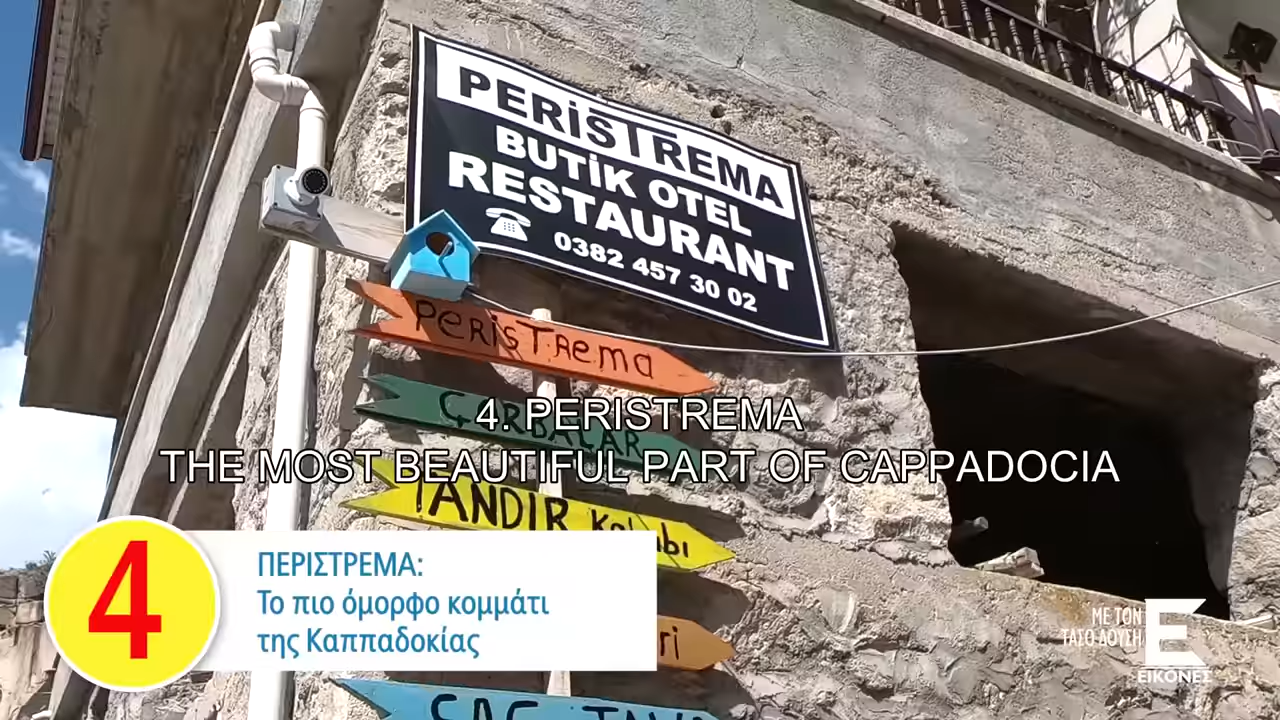 PERİSTREMA
BUTİK OTEL
RESTAURANT
0382 457 30 02
PerisTrema
ÇORBALAR
4. PERISTREMA
THE MOST BEAUTIFUL PART OF CAPPADOCIA
TANDIR
4
ΠΕΡΙΣΤΡΕΜΑ:
Το πιο όμορφο κομμάτι
της Καππαδοκίας
ΜΕ ΤΟΝ
ΤΑΣΟ ΔΟΥΣΗ
Ε
ΕΙΚΟΝΕΣ